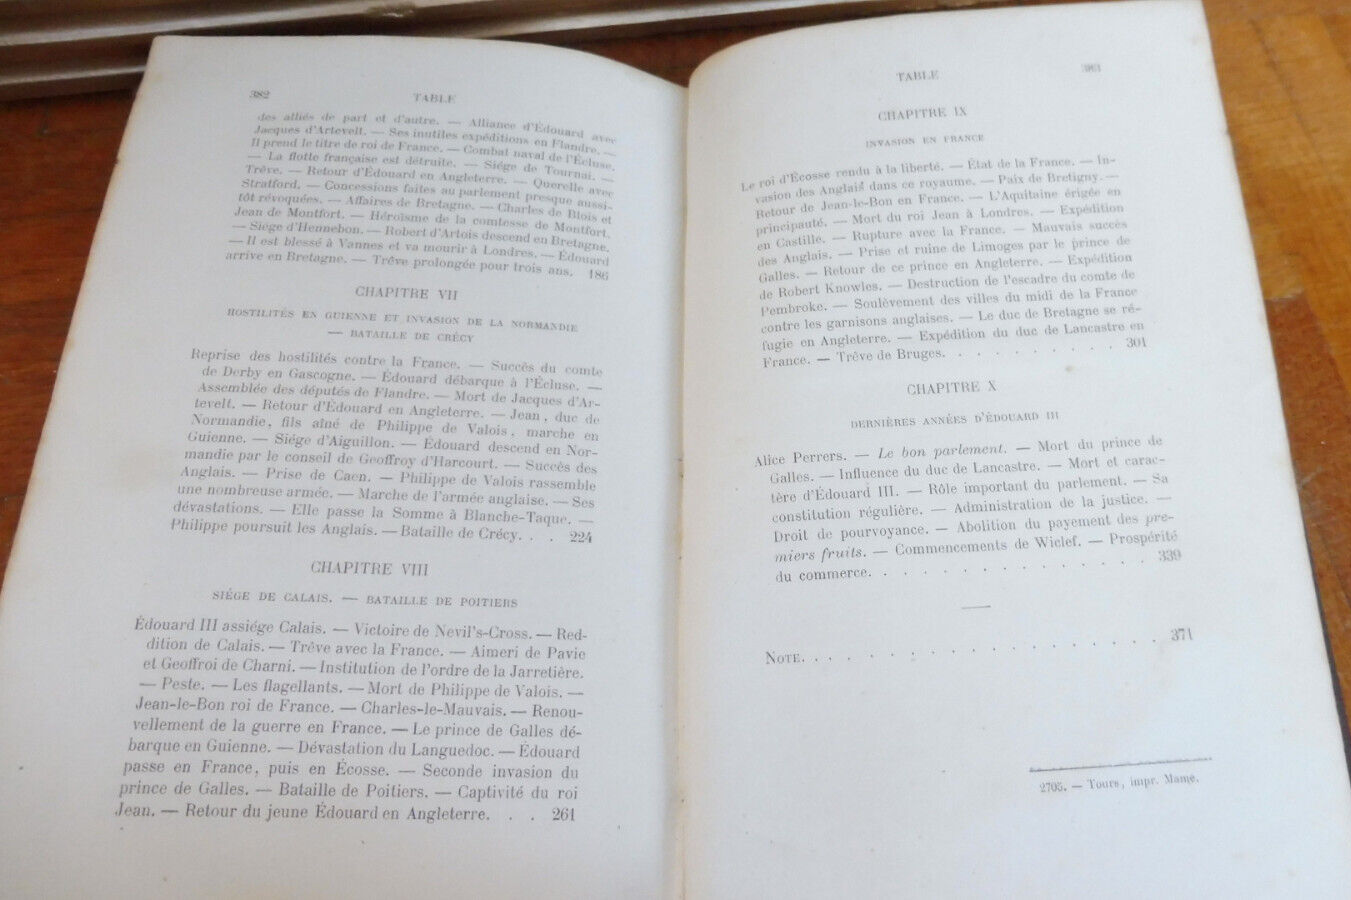 382 TABLE
des alliés de part et d'autre. — Alliance d'Édouard avec
Jacques d'Artevelt. — Ses inutiles expéditions en Flandre. —
Il prend le titre de roi de France. — Combat naval de l'Écluse.
— La flotte française est détruite. — Siége de Tournai. —
Trêve. — Retour d'Édouard en Angleterre. — Querelle avec
Stratford. — Concessions faites au parlement presque aussi-
tôt révoquées. — Affaires de Bretagne. — Charles de Blois et
Jean de Montfort. — Héroïsme de la comtesse de Montfort.
— Siége d'Hennebon. — Robert d'Artois descend en Bretagne.
— Il est blessé à Vannes et va mourir à Londres. — Édouard
arrive en Bretagne. — Trêve prolongée pour trois ans. 186
CHAPITRE VII
HOSTILITÉS EN GUIENNE ET INVASION DE LA NORMANDIE
— BATAILLE DE CRÉCY
Reprise des hostilités contre la France. — Succès du comte
de Derby en Gascogne. — Édouard débarque à l'Écluse. —
Assemblée des députés de Flandre. — Mort de Jacques d'Ar-
tevelt. — Retour d'Édouard en Angleterre. — Jean, duc de
Normandie, fils aîné de Philippe de Valois, marche en
Guienne. — Siége d'Aiguillon. — Édouard descend en Nor-
mandie par le conseil de Geoffroy d'Harcourt. — Succès des
Anglais. — Prise de Caen. — Philippe de Valois rassemble
une nombreuse armée. — Marche de l'armée anglaise. — Ses
dévastations. — Elle passe la Somme à Blanche-Taque. —
Philippe poursuit les Anglais. — Bataille de Crécy. . . 224
CHAPITRE VIII
SIÉGE DE CALAIS. — BATAILLE DE POITIERS
Édouard III assiége Calais. — Victoire de Nevil's-Cross. — Red-
dition de Calais. — Trêve avec la France. — Aimeri de Pavie
et Geoffroi de Charni. — Institution de l'ordre de la Jarretière.
— Peste. — Les flagellants. — Mort de Philippe de Valois. —
Jean-le-Bon roi de France. — Charles-le-Mauvais. — Renou-
vellement de la guerre en France. — Le prince de Galles dé-
barque en Guienne. — Dévastation du Languedoc. — Édouard
passe en France, puis en Écosse. — Seconde invasion du
prince de Galles. — Bataille de Poitiers. — Captivité du roi
Jean. — Retour du jeune Édouard en Angleterre. . . 261
TABLE
CHAPITRE IX
INVASION EN FRANCE
Le roi d'Écosse rendu à la liberté. — État de la France. — In-
vasion des Anglais dans ce royaume. — Paix de Bretigny. —
Retour de Jean-le-Bon en France. — L'Aquitaine érigée en
principauté. — Mort du roi Jean à Londres. — Expédition
en Castille. — Rupture avec la France. — Mauvais succès
des Anglais. — Prise et ruine de Limoges par le prince de
Galles. — Retour de ce prince en Angleterre. — Expédition
de Robert Knowles. — Destruction de l'escadre du comte de
Pembroke. — Soulèvement des villes du midi de la France
contre les garnisons anglaises. — Le duc de Bretagne se ré-
fugie en Angleterre. — Expédition du duc de Lancastre en
France. — Trêve de Bruges. . . . . . . . . . . 301
CHAPITRE X
DERNIÈRES ANNÉES D'ÉDOUARD III
Alice Perrers. — Le bon parlement. — Mort du prince de
Galles. — Influence du duc de Lancastre. — Mort et carac-
tère d'Édouard III. — Rôle important du parlement. — Sa
constitution régulière. — Administration de la justice. —
Droit de pourvoyance. — Abolition du payement des pre-
miers fruits. — Commencements de Wiclef. — Prospérité
du commerce. . . . . . . . . . . . . . . 339
NOTE. . . . . . . . . . . . . . . . . . 371
2705. — Tours, impr. Mame.